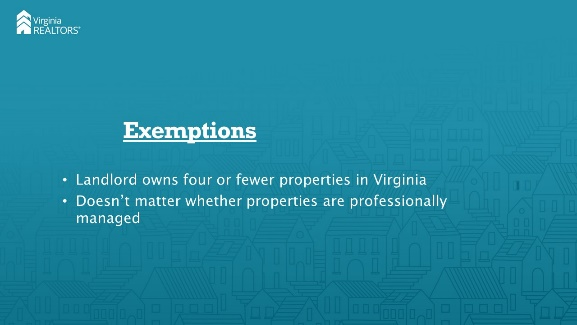 Virginia
REALTORS®
Exemptions
• Landlord owns four or fewer properties in Virginia
• Doesn't matter whether properties are professionally
managed